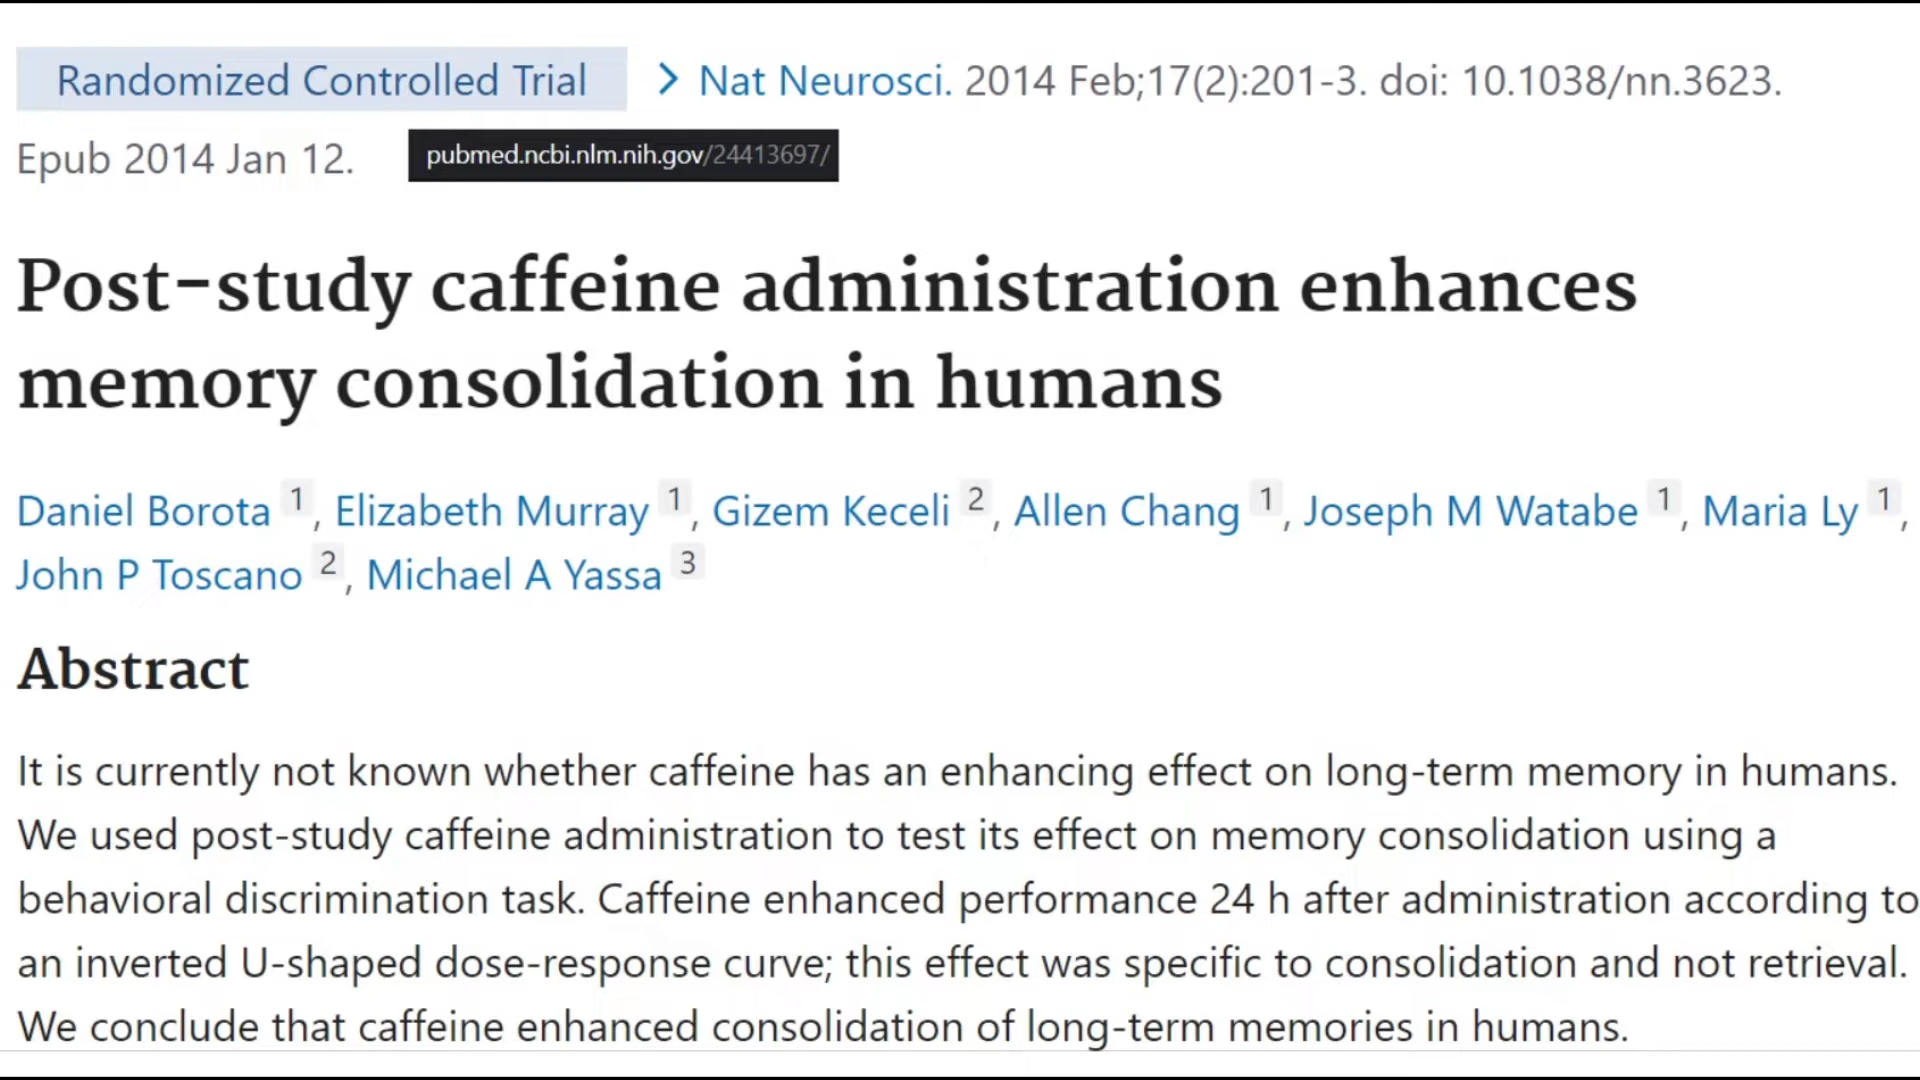 Randomized Controlled Trial > Nat Neurosci. 2014 Feb;17(2):201-3. doi: 10.1038/nn.3623.
Epub 2014 Jan 12. pubmed.ncbi.nlm.nih.gov/24413697/
Post-study caffeine administration enhances
memory consolidation in humans
Daniel Borota 1, Elizabeth Murray 1, Gizem Keceli 2, Allen Chang 1, Joseph M Watabe 1, Maria Ly 1,
John P Toscano 2, Michael A Yassa 3
Abstract
It is currently not known whether caffeine has an enhancing effect on long-term memory in humans.
We used post-study caffeine administration to test its effect on memory consolidation using a
behavioral discrimination task. Caffeine enhanced performance 24 h after administration according to
an inverted U-shaped dose-response curve; this effect was specific to consolidation and not retrieval.
We conclude that caffeine enhanced consolidation of long-term memories in humans.